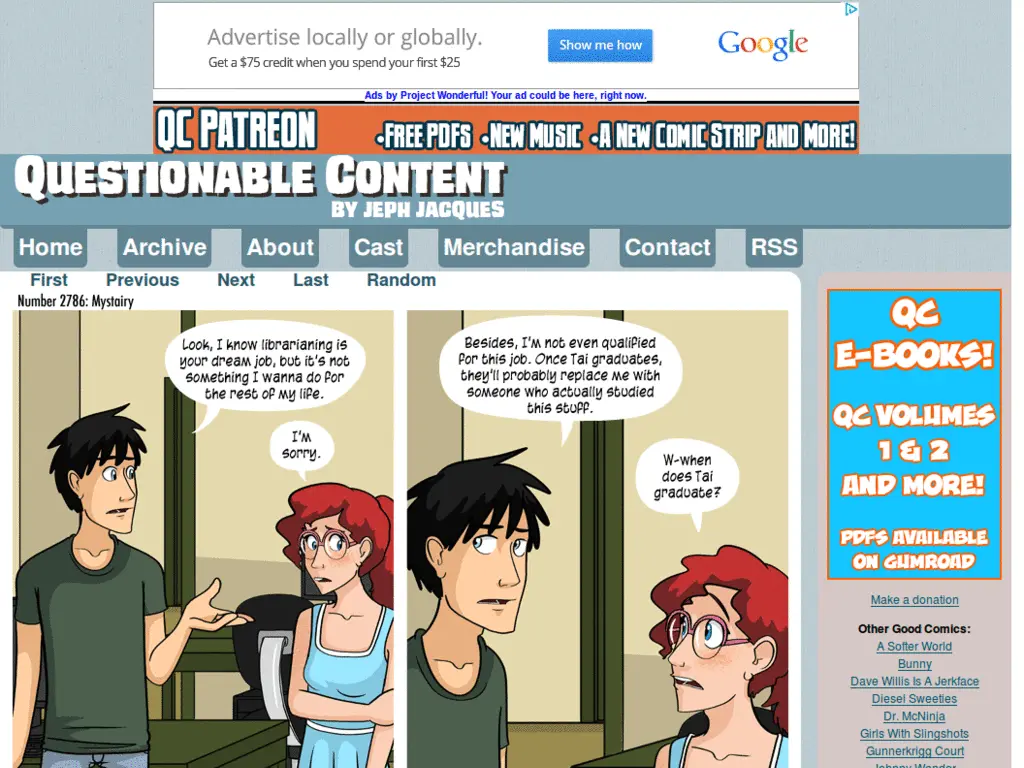 Advertise locally or globally.
Get a $75 credit when you spend your first $25
Show me how
Google
Ads by Project Wonderful! Your ad could be here, right now.
QC PATREON •FREE PDFS •NEW MUSIC •A NEW COMIC STRIP AND MORE!
QUESTIONABLE CONTENT
BY JEPH JACQUES
Home Archive About Cast Merchandise Contact RSS
First Previous Next Last Random
Number 2786: Mystairy
Look, I know librarianing is
your dream job, but it's not
something I wanna do for
the rest of my life.
I'M
sorry.
Besides, I'm not even qualified
for this job. Once Tai graduates,
they'll probably replace me with
someone who actually studied
this stuff.
W-when
does Tai
graduate?
QC
E-BOOKS!
QC VOLUMES
1 & 2
AND MORE!
PDFS AVAILABLE
ON GUMROAD
Make a donation
Other Good Comics:
A Softer World
Bunny
Dave Willis Is A Jerkface
Diesel Sweeties
Dr. McNinja
Girls With Slingshots
Gunnerkrigg Court
Johnny Wander